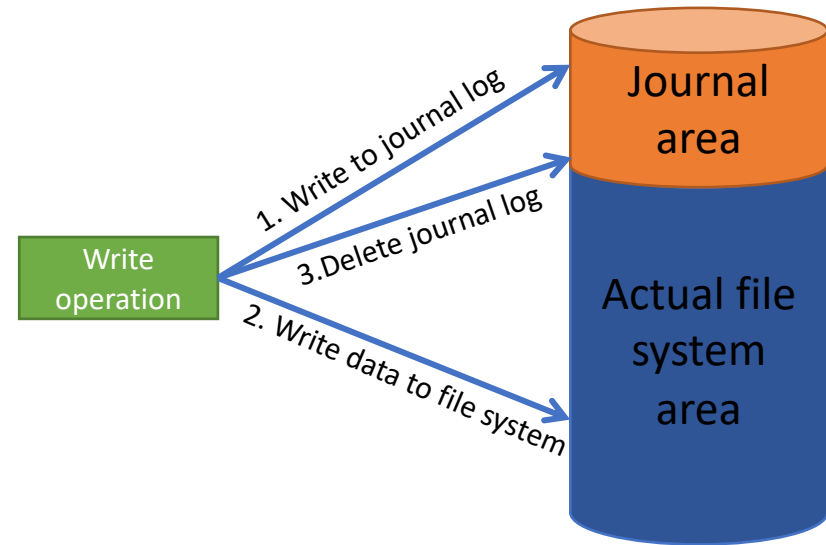 Journal
area
1. Write to journal log
3.Delete journal log
Write
operation
2. Write data to file system
Actual file
system
area